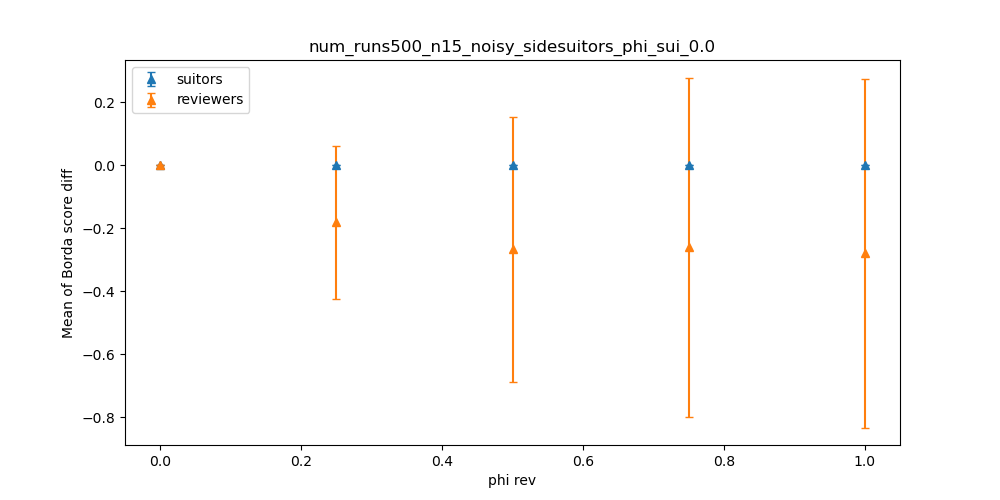 num_runs500_n15_noisy_sidesuitors_phi_sui_0.0
suitors
reviewers
Mean of Borda score diff
0.2
0.0
−0.2
−0.4
−0.6
−0.8
0.0 0.2 0.4 0.6 0.8 1.0
phi rev